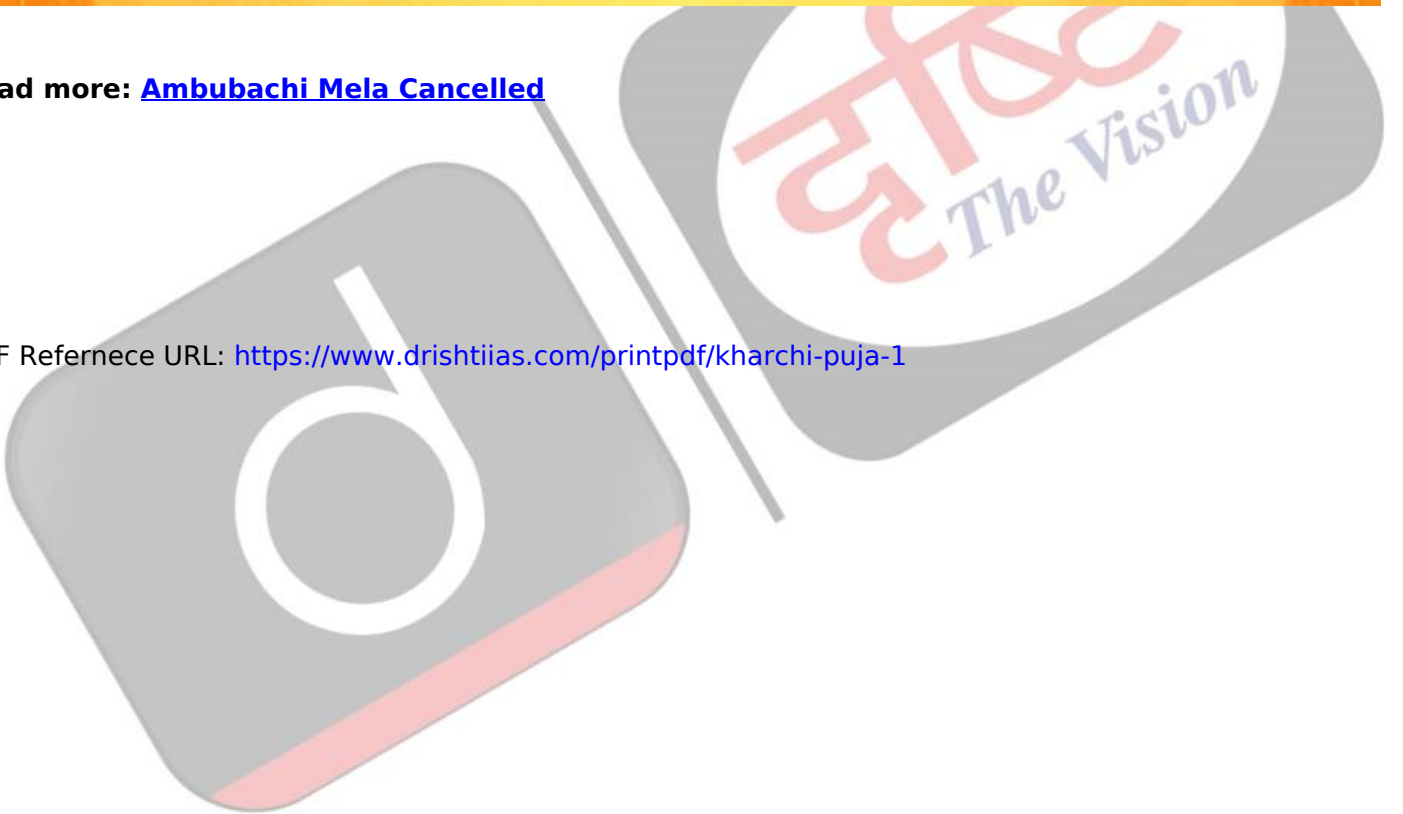 ad more: Ambubachi Mela Cancelled
दृष्टि
The Vision
F Refernece URL: https://www.drishtiias.com/printpdf/kharchi-puja-1
d